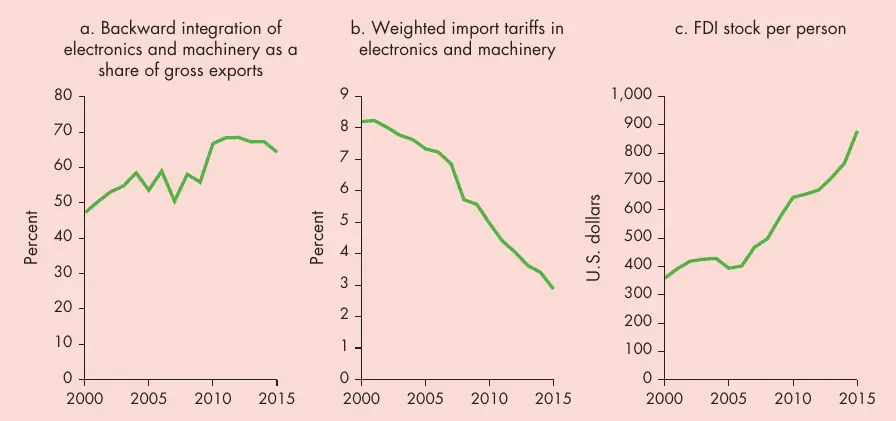 a. Backward integration of
electronics and machinery as a
share of gross exports
80
70
60
50
40
30
20
10
0
Percent
2000 2005 2010 2015
b. Weighted import tariffs in
electronics and machinery
9
8
7
6
5
4
3
2
1
0
Percent
2000 2005 2010 2015
c. FDI stock per person
1,000
900
800
700
600
500
400
300
200
100
0
U.S. dollars
2000 2005 2010 2015